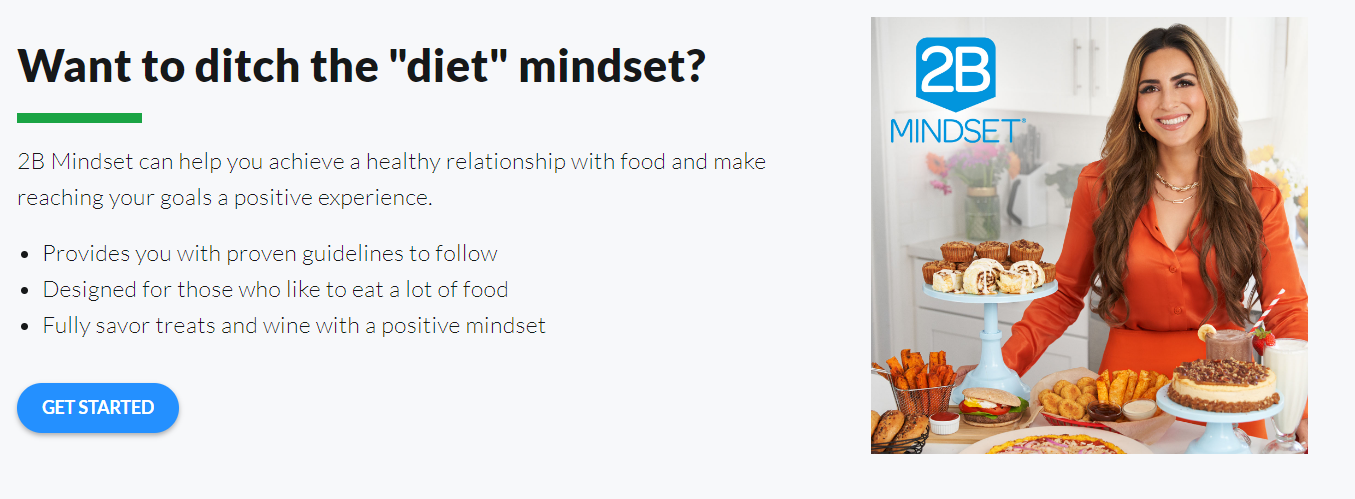 Want to ditch the "diet" mindset?
2B Mindset can help you achieve a healthy relationship with food and make
reaching your goals a positive experience.
• Provides you with proven guidelines to follow
• Designed for those who like to eat a lot of food
• Fully savor treats and wine with a positive mindset
GET STARTED
2B
MINDSET®